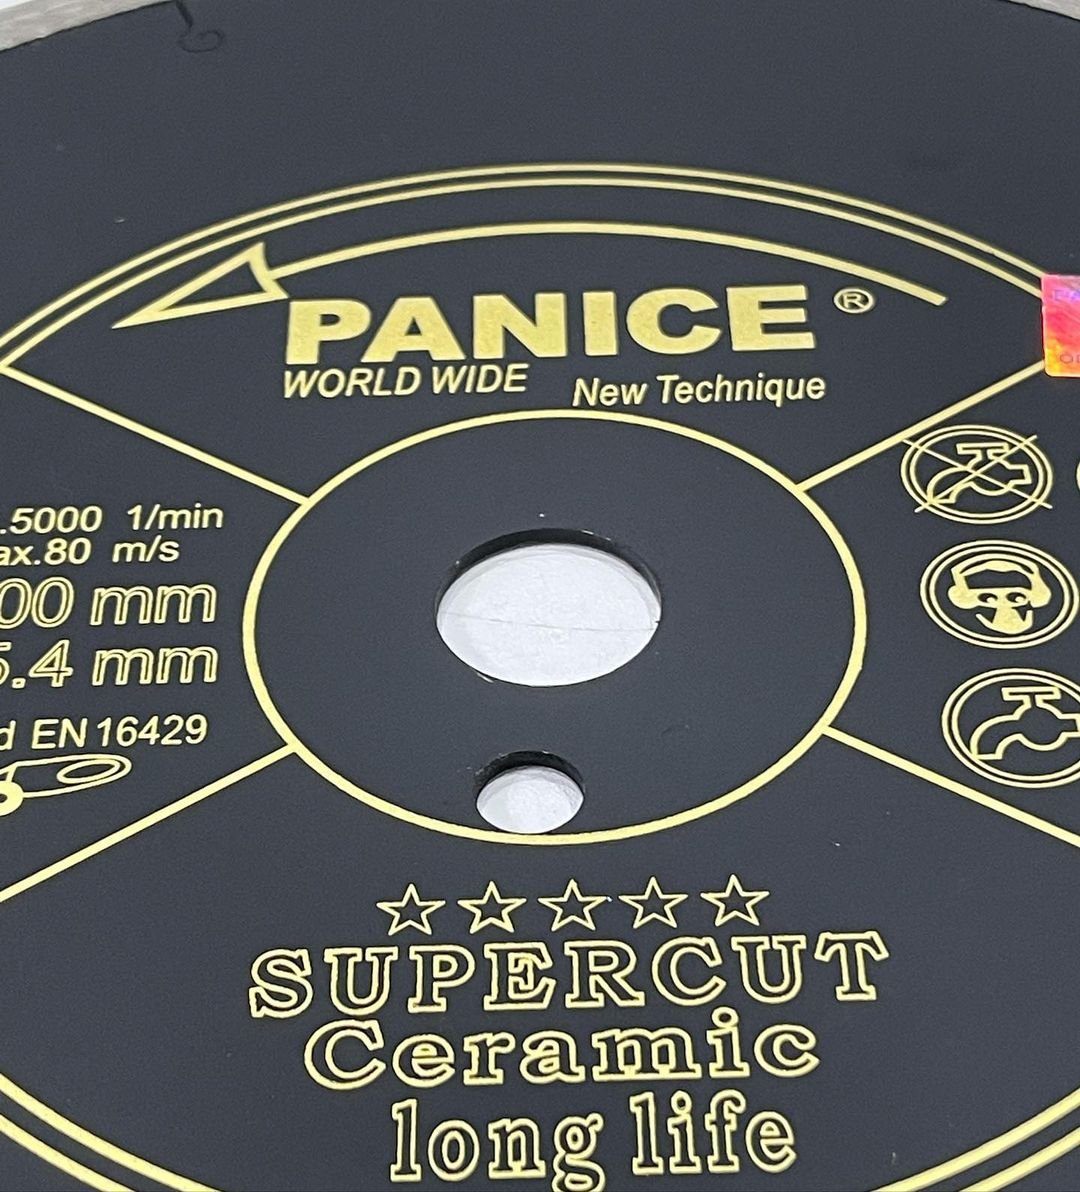 PANICE ®
WORLD WIDE New Technique
.5000 1/min
ax.80 m/s
00 mm
5.4 mm
d EN 16429
SUPERCUT
Ceramic
long life